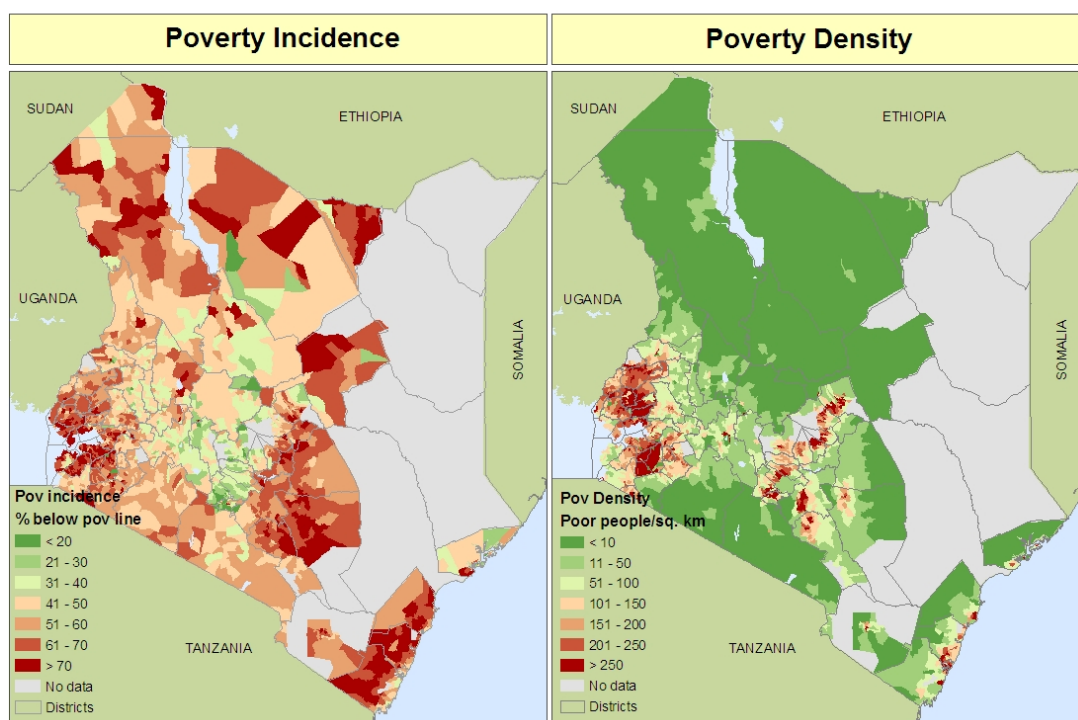 Poverty Incidence
SUDAN
ETHIOPIA
UGANDA
SOMALIA
TANZANIA
Pov incidence
% below pov line
< 20
21 - 30
31 - 40
41 - 50
51 - 60
61 - 70
> 70
No data
Districts
Poverty Density
SUDAN
ETHIOPIA
UGANDA
SOMALIA
TANZANIA
Pov Density
Poor people/sq. km
< 10
11 - 50
51 - 100
101 - 150
151 - 200
201 - 250
> 250
No data
Districts